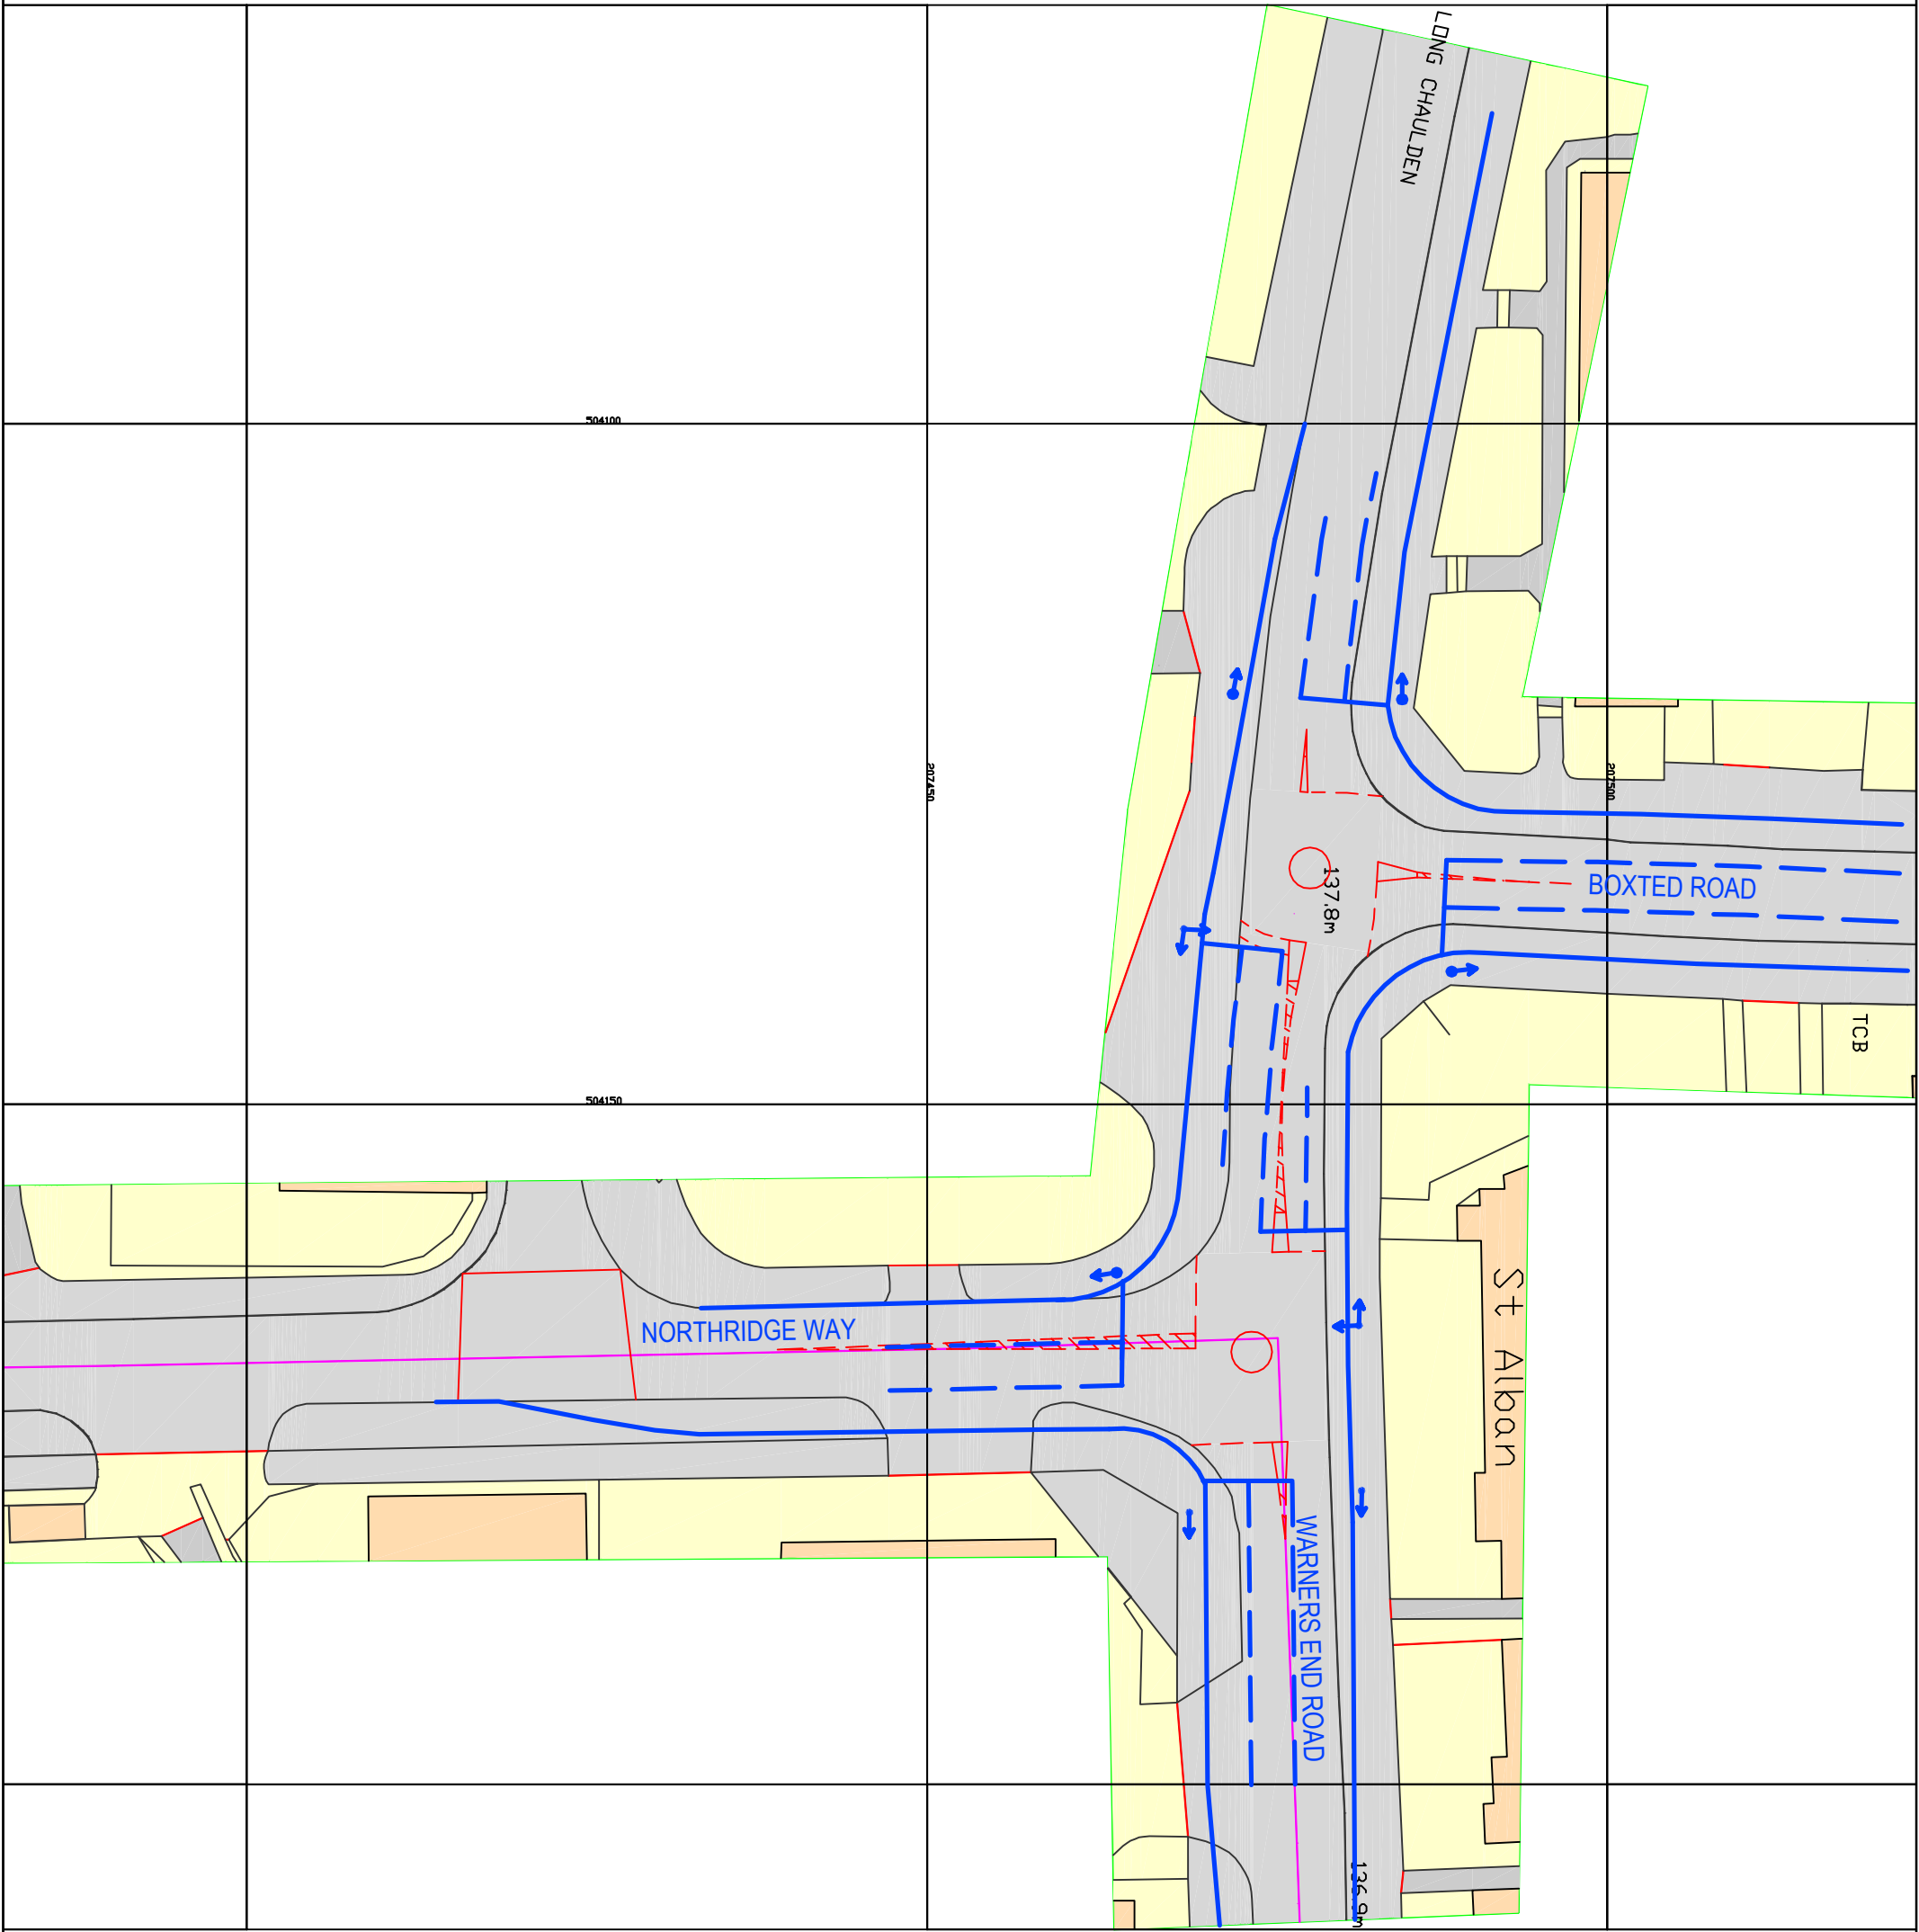 LONG CHAULDEN
504100
207450
207500
137.8m
BOXTED ROAD
TCB
504150
St Alban
NORTHRIDGE WAY
WARNERS END ROAD
136.9m